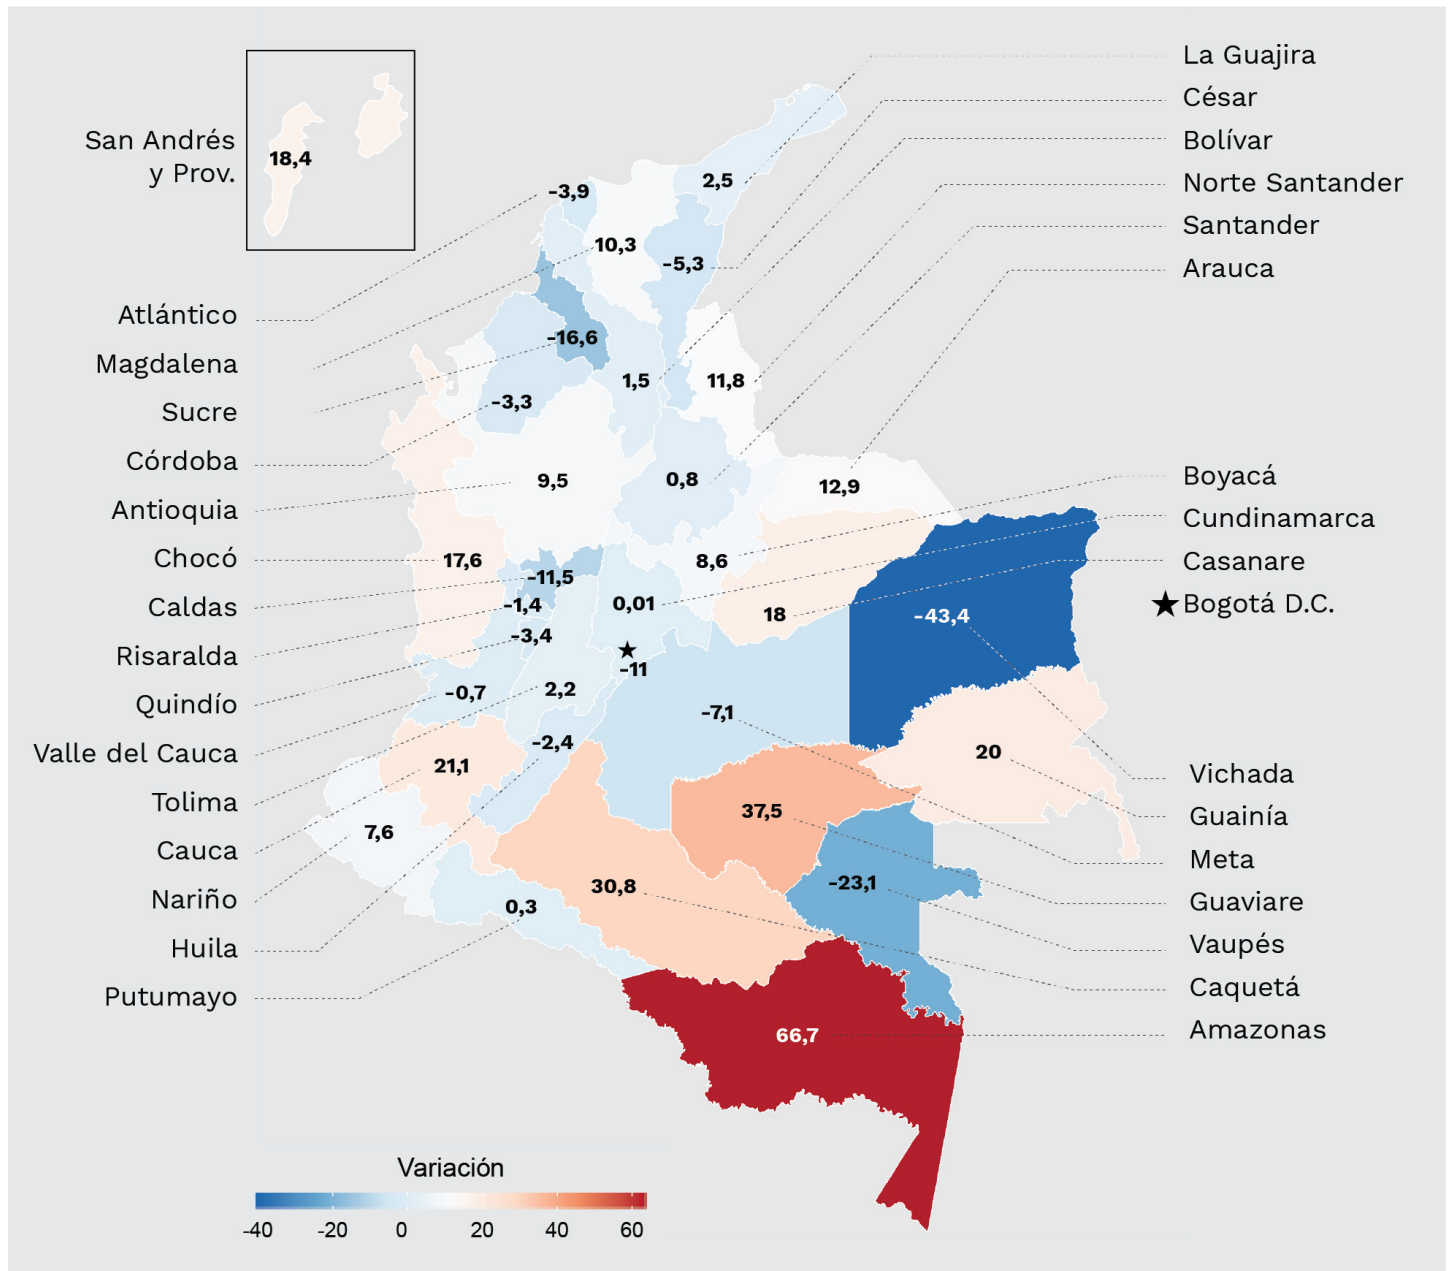 San Andrés
y Prov.
18,4
La Guajira
César
Bolívar
Norte Santander
Santander
Arauca
Atlántico
Magdalena
Sucre
Córdoba
Antioquia
Chocó
Caldas
Risaralda
Quindío
Valle del Cauca
Tolima
Cauca
Nariño
Huila
Putumayo
2,5
-3,9
10,3
-5,3
-16,6
1,5
11,8
-3,3
9,5
0,8
12,9
17,6
8,6
-11,5
-1,4
0,01
18
-43,4
-3,4
-11
-0,7
2,2
-7,1
-2,4
20
21,1
37,5
7,6
-23,1
30,8
0,3
66,7
Boyacá
Cundinamarca
Casanare
★Bogotá D.C.
Vichada
Guainía
Meta
Guaviare
Vaupés
Caquetá
Amazonas
Variación
-40 -20 0 20 40 60